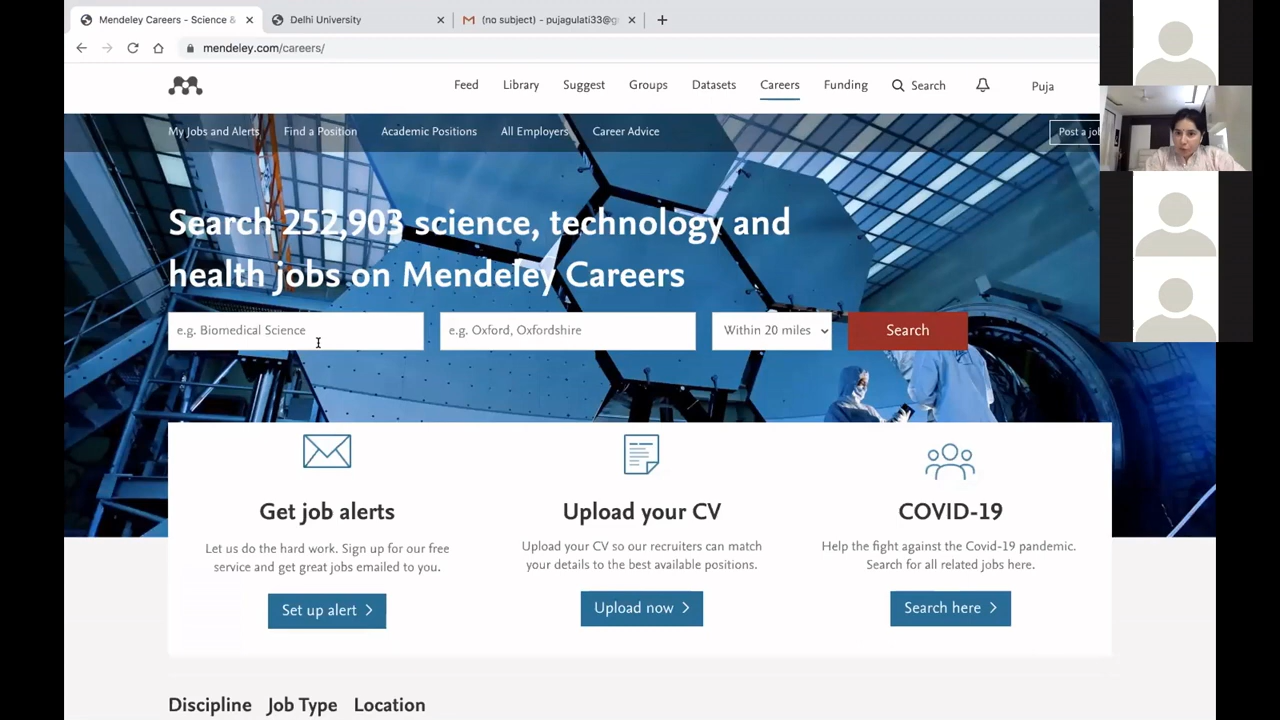 Mendeley Careers - Science &
Delhi University
(no subject) - pujagulati33@g
mendeley.com/careers/
Feed Library Suggest Groups Datasets Careers Funding Search Puja
My Jobs and Alerts Find a Position Academic Positions All Employers Career Advice Post a job
Search 252,903 science, technology and
health jobs on Mendeley Careers
e.g. Biomedical Science e.g. Oxford, Oxfordshire Within 20 miles Search
Get job alerts
Let us do the hard work. Sign up for our free
service and get great jobs emailed to you.
Set up alert
Upload your CV
Upload your CV so our recruiters can match
your details to the best available positions.
Upload now
COVID-19
Help the fight against the Covid-19 pandemic.
Search for all related jobs here.
Search here
Discipline Job Type Location